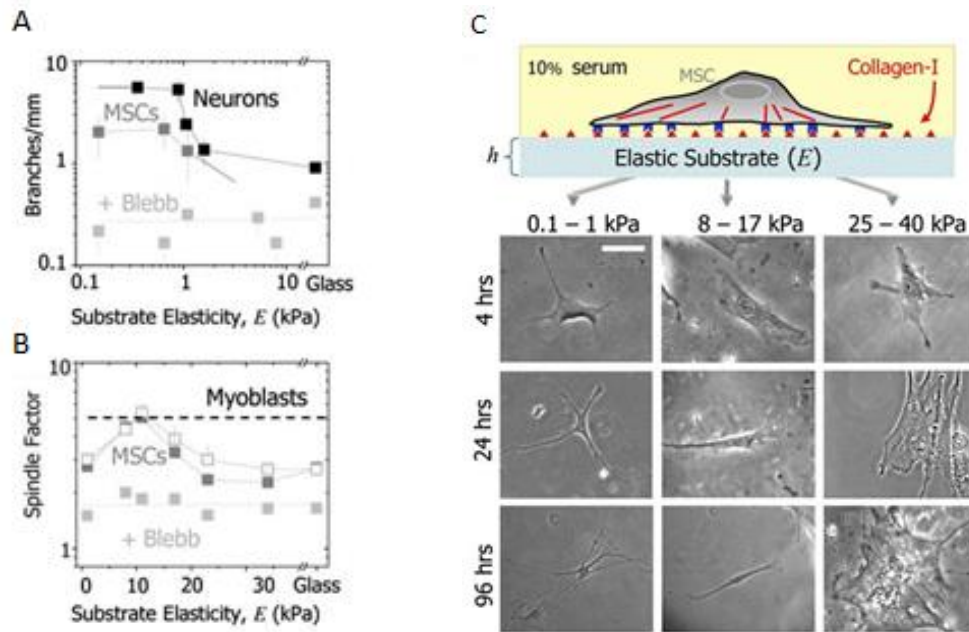 A
10
Branches/mm
1
0.1
MSCs
Neurons
+ Blebb
0.1
1
10
Glass
Substrate Elasticity, E (kPa)
B
10
Spindle Factor
1
Myoblasts
MSCs
+ Blebb
0
10
20
30
Glass
Substrate Elasticity, E (kPa)
C
10% serum
MSC
Collagen-I
h
Elastic Substrate (E)
0.1 – 1 kPa
8 – 17 kPa
25 – 40 kPa
4 hrs
24 hrs
96 hrs